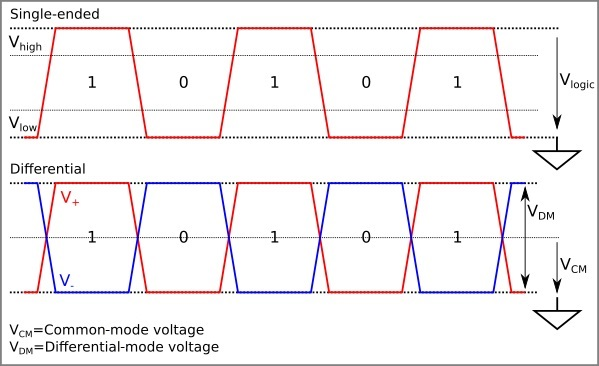 Single-ended
V_high
1 0 1 0 1
V_logic
V_low
Differential
V_+
V_DM
1 0 1 0 1
V_CM
V_-
V_CM=Common-mode voltage
V_DM=Differential-mode voltage